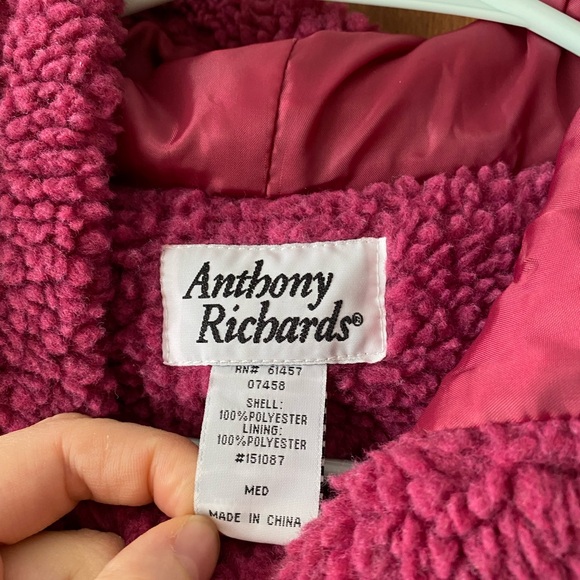 Anthony
Richards®
RN# 61457
07458
SHELL:
100%POLYESTER
LINING:
100%POLYESTER
#151087
MED
MADE IN CHINA